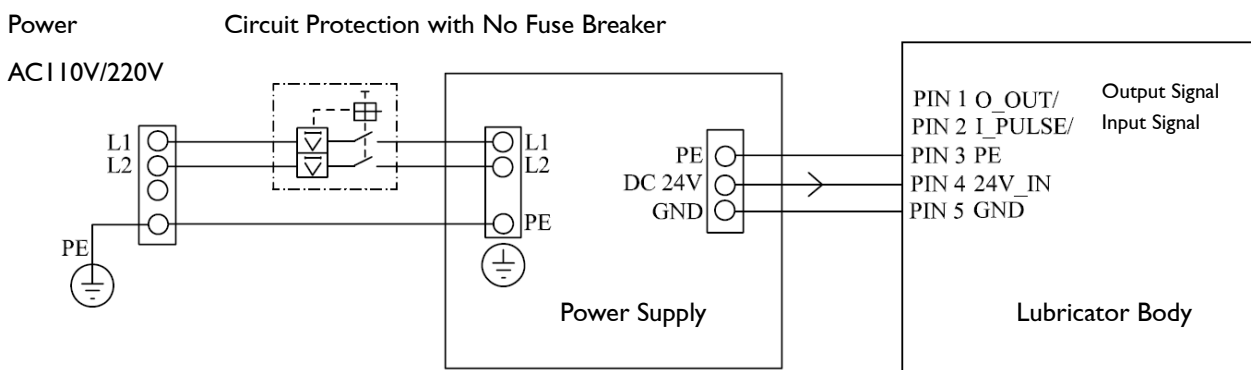 Power
Circuit Protection with No Fuse Breaker
AC110V/220V
L1
L2
PE
L1
L2
PE
PE
DC 24V
GND
Power Supply
PIN 1 O_OUT/ Output Signal
PIN 2 I_PULSE/ Input Signal
PIN 3 PE
PIN 4 24V_IN
PIN 5 GND
Lubricator Body